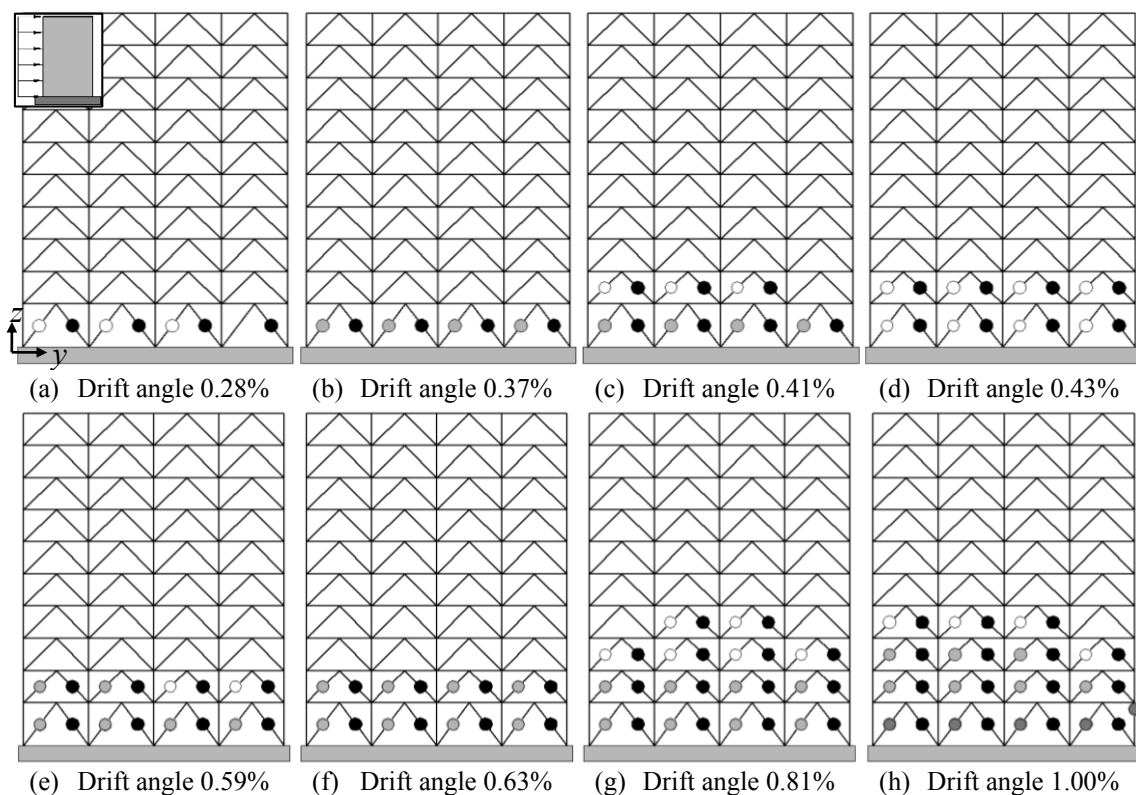 z
y
(a) Drift angle 0.28%
(b) Drift angle 0.37%
(c) Drift angle 0.41%
(d) Drift angle 0.43%
(e) Drift angle 0.59%
(f) Drift angle 0.63%
(g) Drift angle 0.81%
(h) Drift angle 1.00%